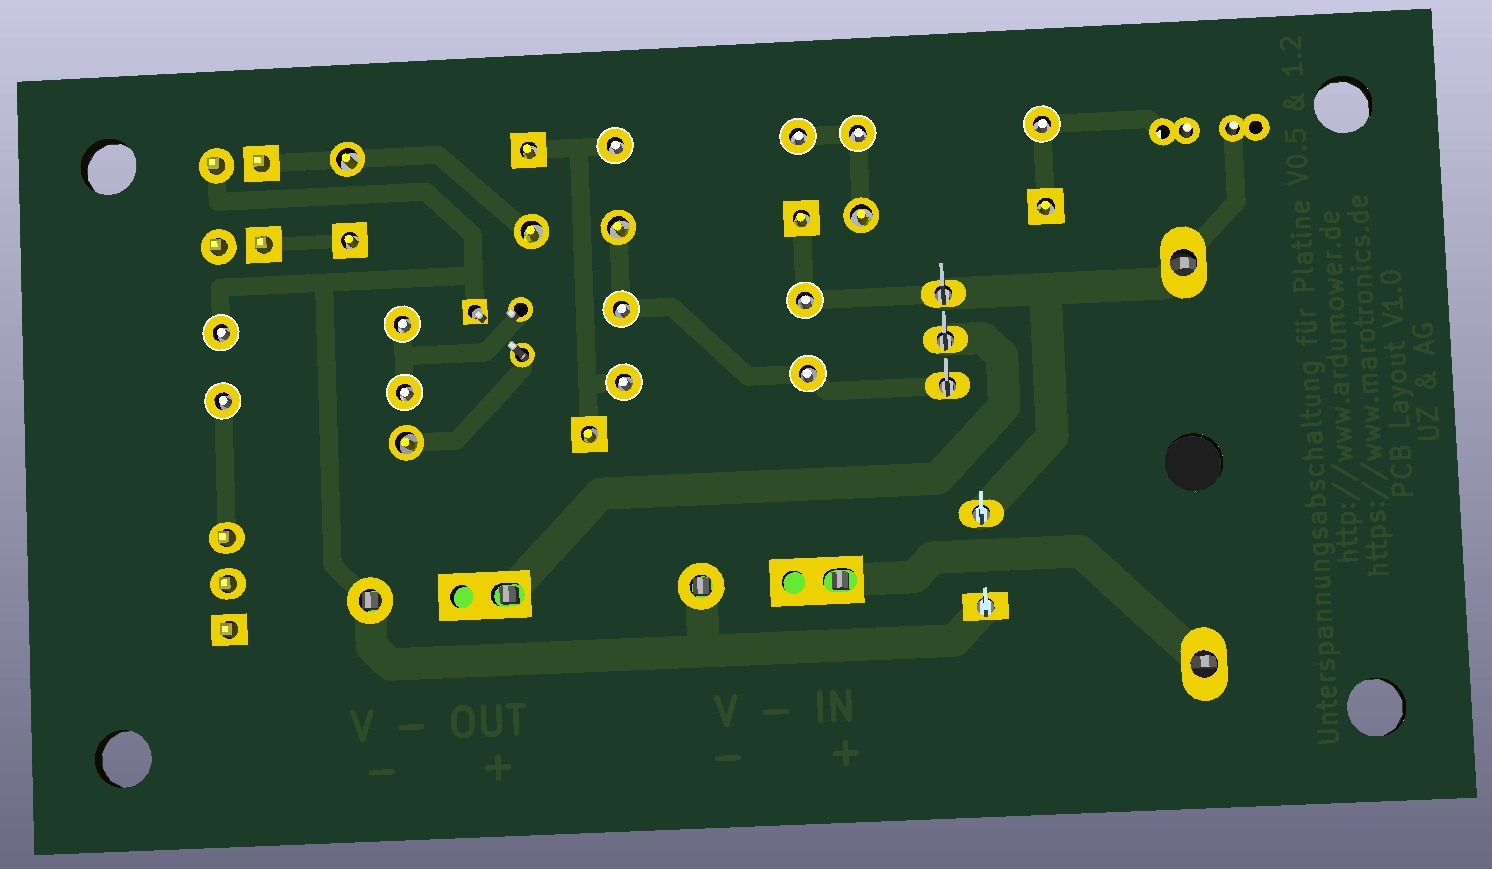 Unterspannungsabschaltung für Platine V0.5 & 1.2
http://www.ardumower.de
https://www.marotronics.de
PCB Layout V1.0
UZ & AG
V - OUT
- +
V - IN
- +